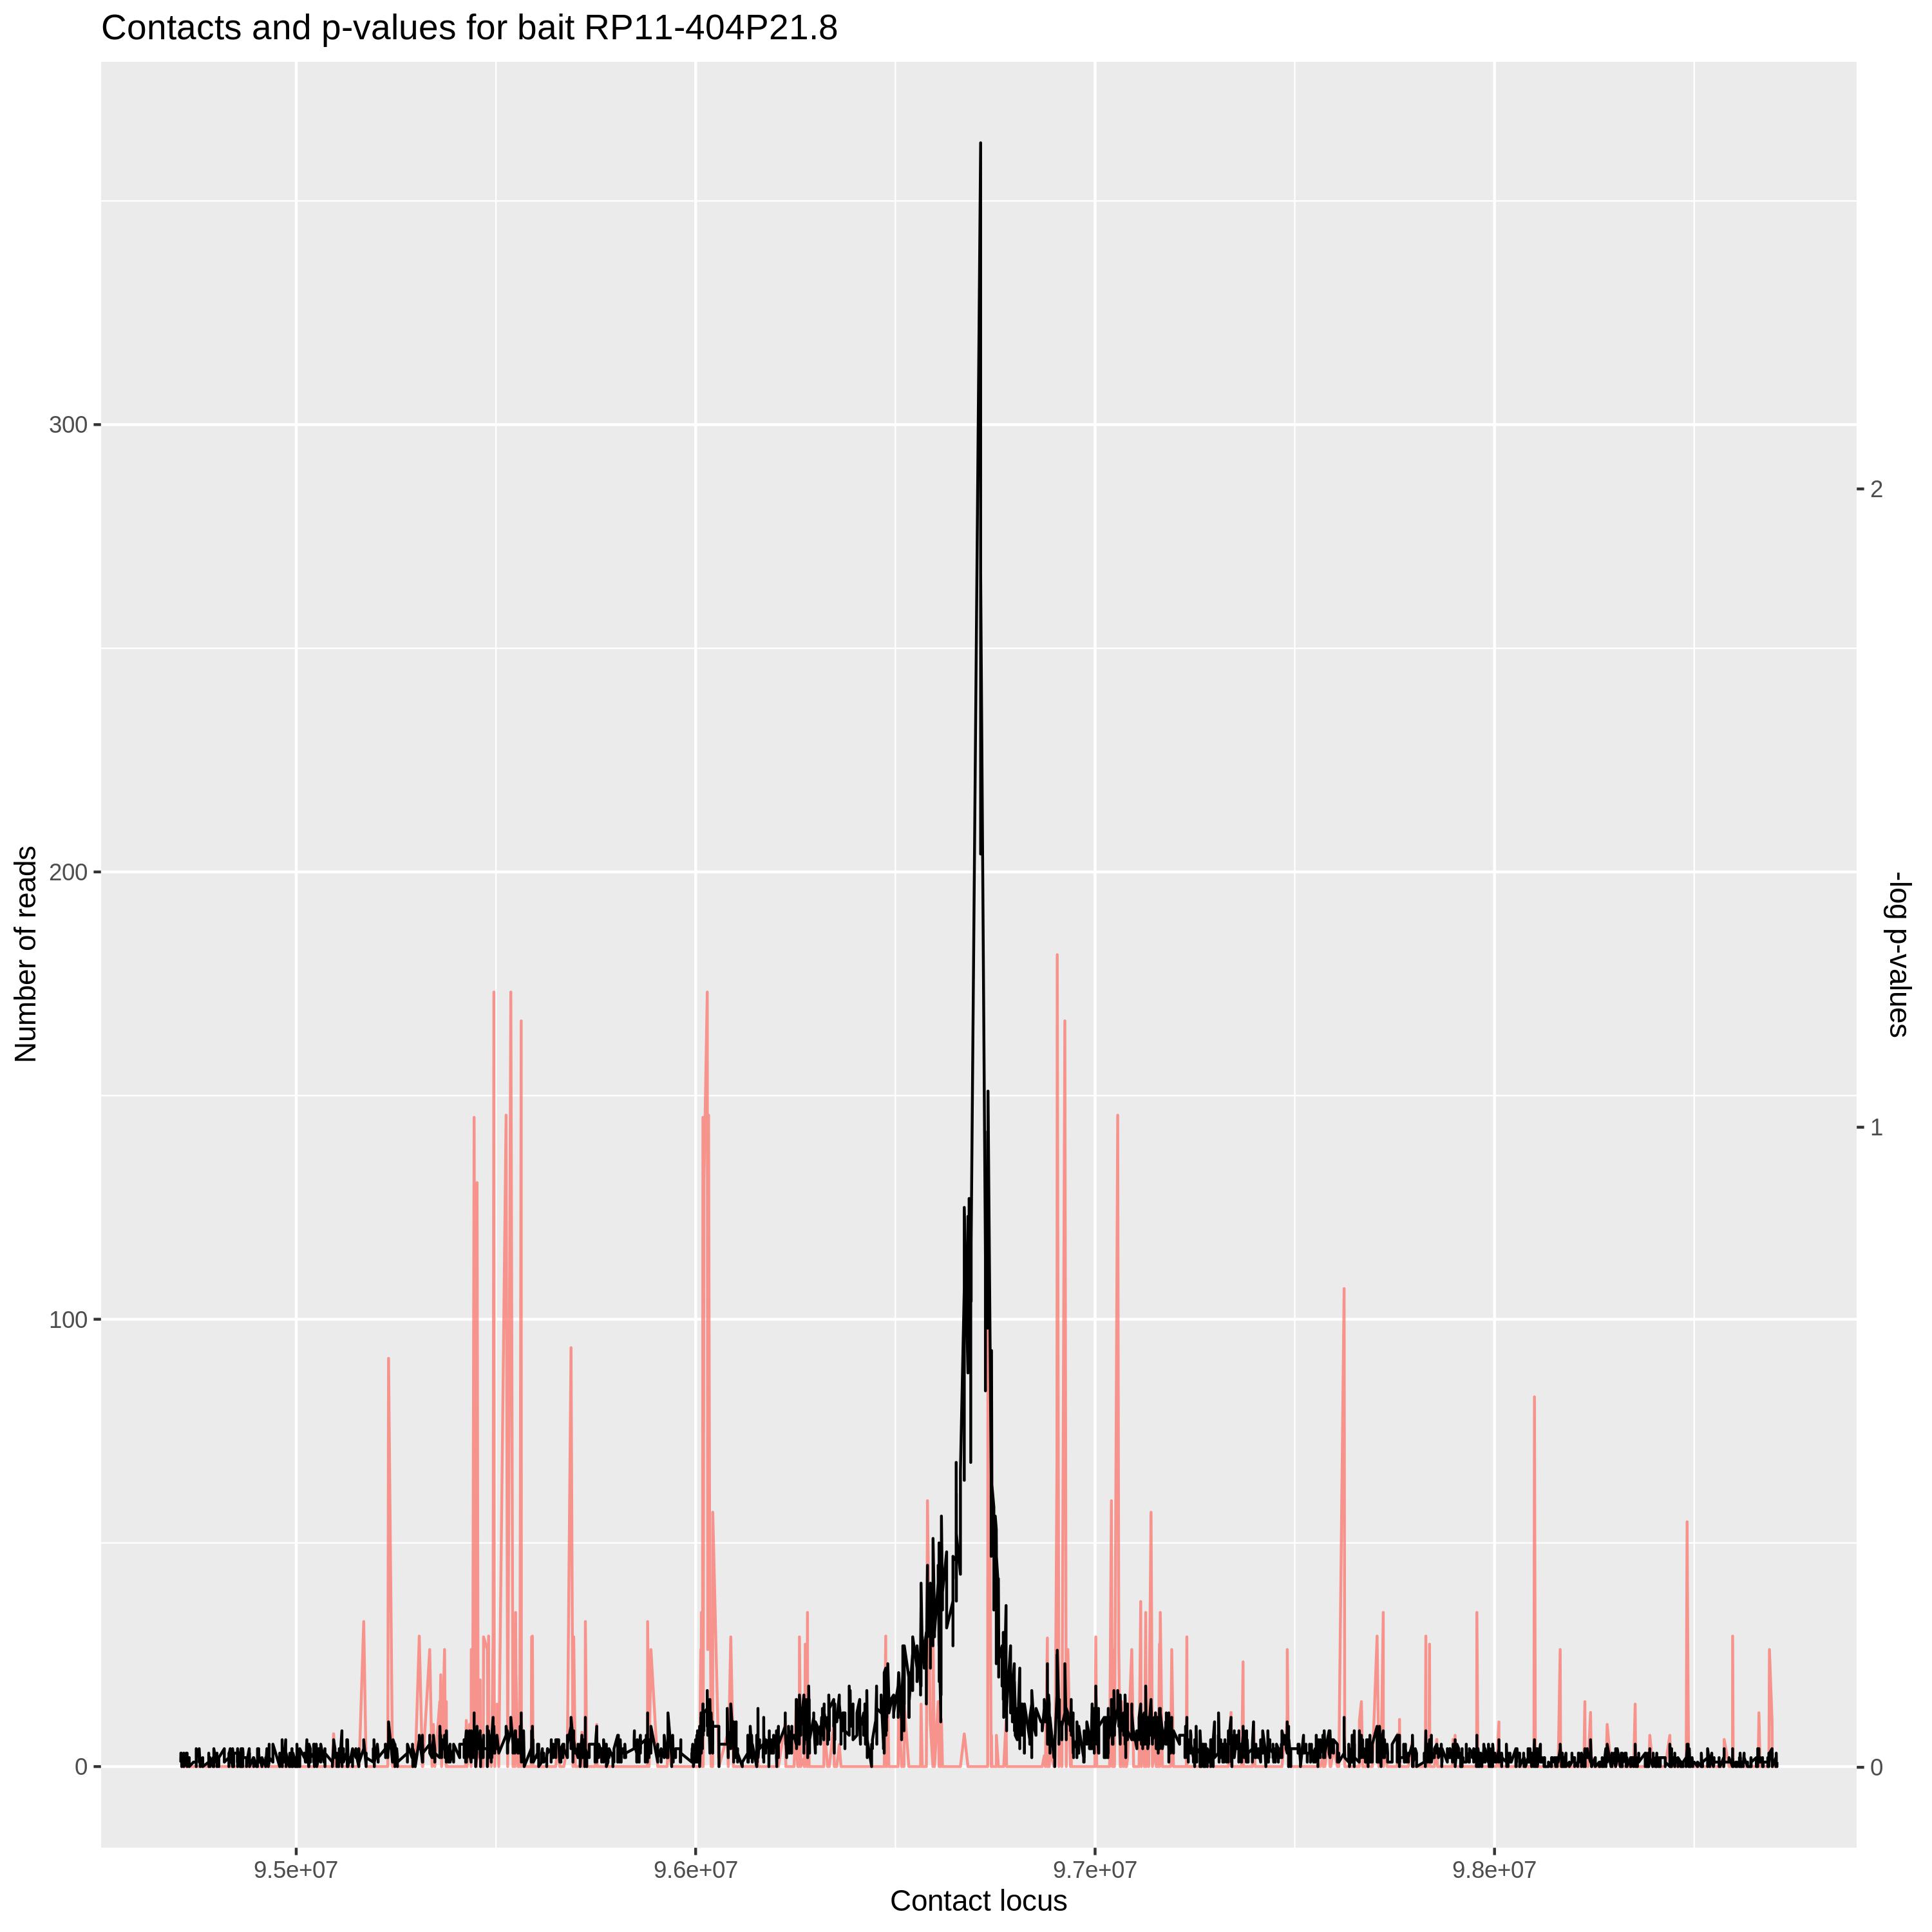 Contacts and p-values for bait RP11-404P21.8
300
200
100
0
Number of reads
2
1
0
-log p-values
9.5e+07
9.6e+07
9.7e+07
9.8e+07
Contact locus